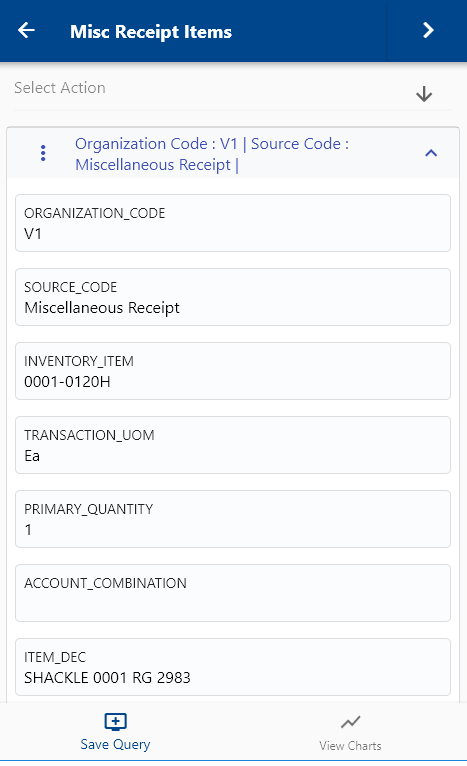 Misc Receipt Items
Select Action
Organization Code : V1 | Source Code :
Miscellaneous Receipt |
ORGANIZATION_CODE
V1
SOURCE_CODE
Miscellaneous Receipt
INVENTORY_ITEM
0001-0120H
TRANSACTION_UOM
Ea
PRIMARY_QUANTITY
1
ACCOUNT_COMBINATION
ITEM_DEC
SHACKLE 0001 RG 2983
Save Query
View Charts